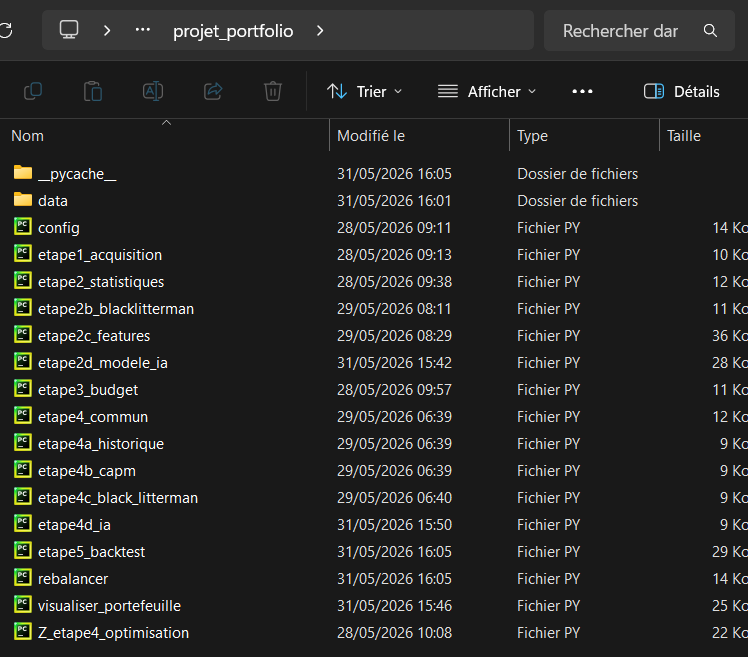 projet_portfolio
Rechercher dar
Trier
Afficher
Détails
Nom Modifié le Type Taille
__pycache__ 31/05/2026 16:05 Dossier de fichiers
data 31/05/2026 16:01 Dossier de fichiers
config 28/05/2026 09:11 Fichier PY 14 Ko
etape1_acquisition 28/05/2026 09:13 Fichier PY 10 Ko
etape2_statistiques 28/05/2026 09:38 Fichier PY 12 Ko
etape2b_blacklitterman 29/05/2026 08:11 Fichier PY 11 Ko
etape2c_features 29/05/2026 08:29 Fichier PY 36 Ko
etape2d_modele_ia 31/05/2026 15:42 Fichier PY 28 Ko
etape3_budget 28/05/2026 09:57 Fichier PY 11 Ko
etape4_commun 29/05/2026 06:39 Fichier PY 12 Ko
etape4a_historique 29/05/2026 06:39 Fichier PY 9 Ko
etape4b_capm 29/05/2026 06:39 Fichier PY 9 Ko
etape4c_black_litterman 29/05/2026 06:40 Fichier PY 9 Ko
etape4d_ia 31/05/2026 15:50 Fichier PY 9 Ko
etape5_backtest 31/05/2026 16:05 Fichier PY 29 Ko
rebalancer 31/05/2026 16:05 Fichier PY 14 Ko
visualiser_portefeuille 31/05/2026 15:46 Fichier PY 25 Ko
Z_etape4_optimisation 28/05/2026 10:08 Fichier PY 22 Ko